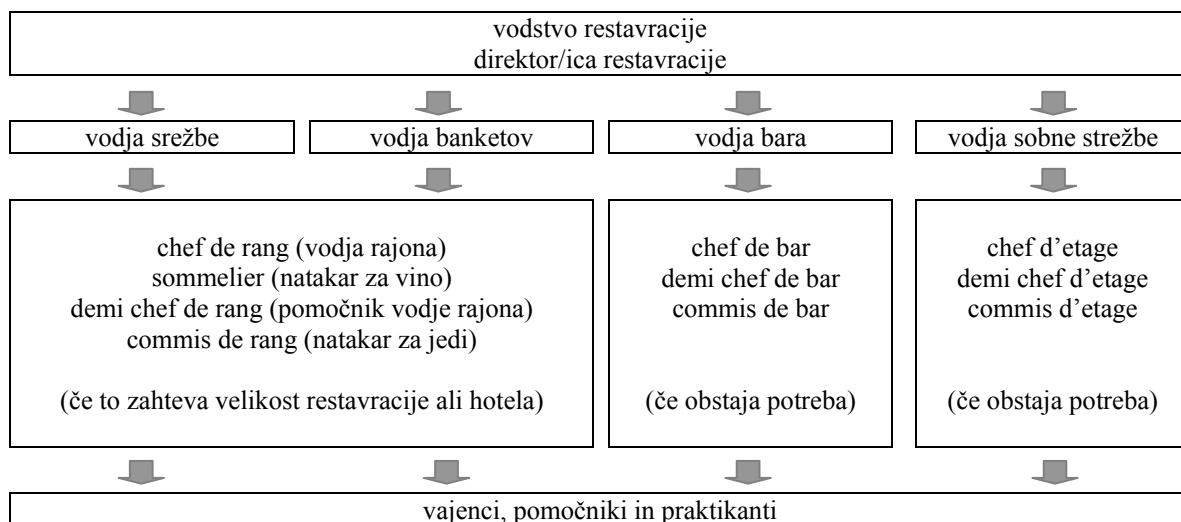 vodstvo restavracije
direktor/ica restavracije
vodja srežbe
vodja banketov
vodja bara
vodja sobne strežbe
chef de rang (vodja rajona)
sommelier (natakar za vino)
demi chef de rang (pomočnik vodje rajona)
commis de rang (natakar za jedi)
(če to zahteva velikost restavracije ali hotela)
chef de bar
demi chef de bar
commis de bar
(če obstaja potreba)
chef d’etage
demi chef d’etage
commis d’etage
(če obstaja potreba)
vajenci, pomočniki in praktikanti